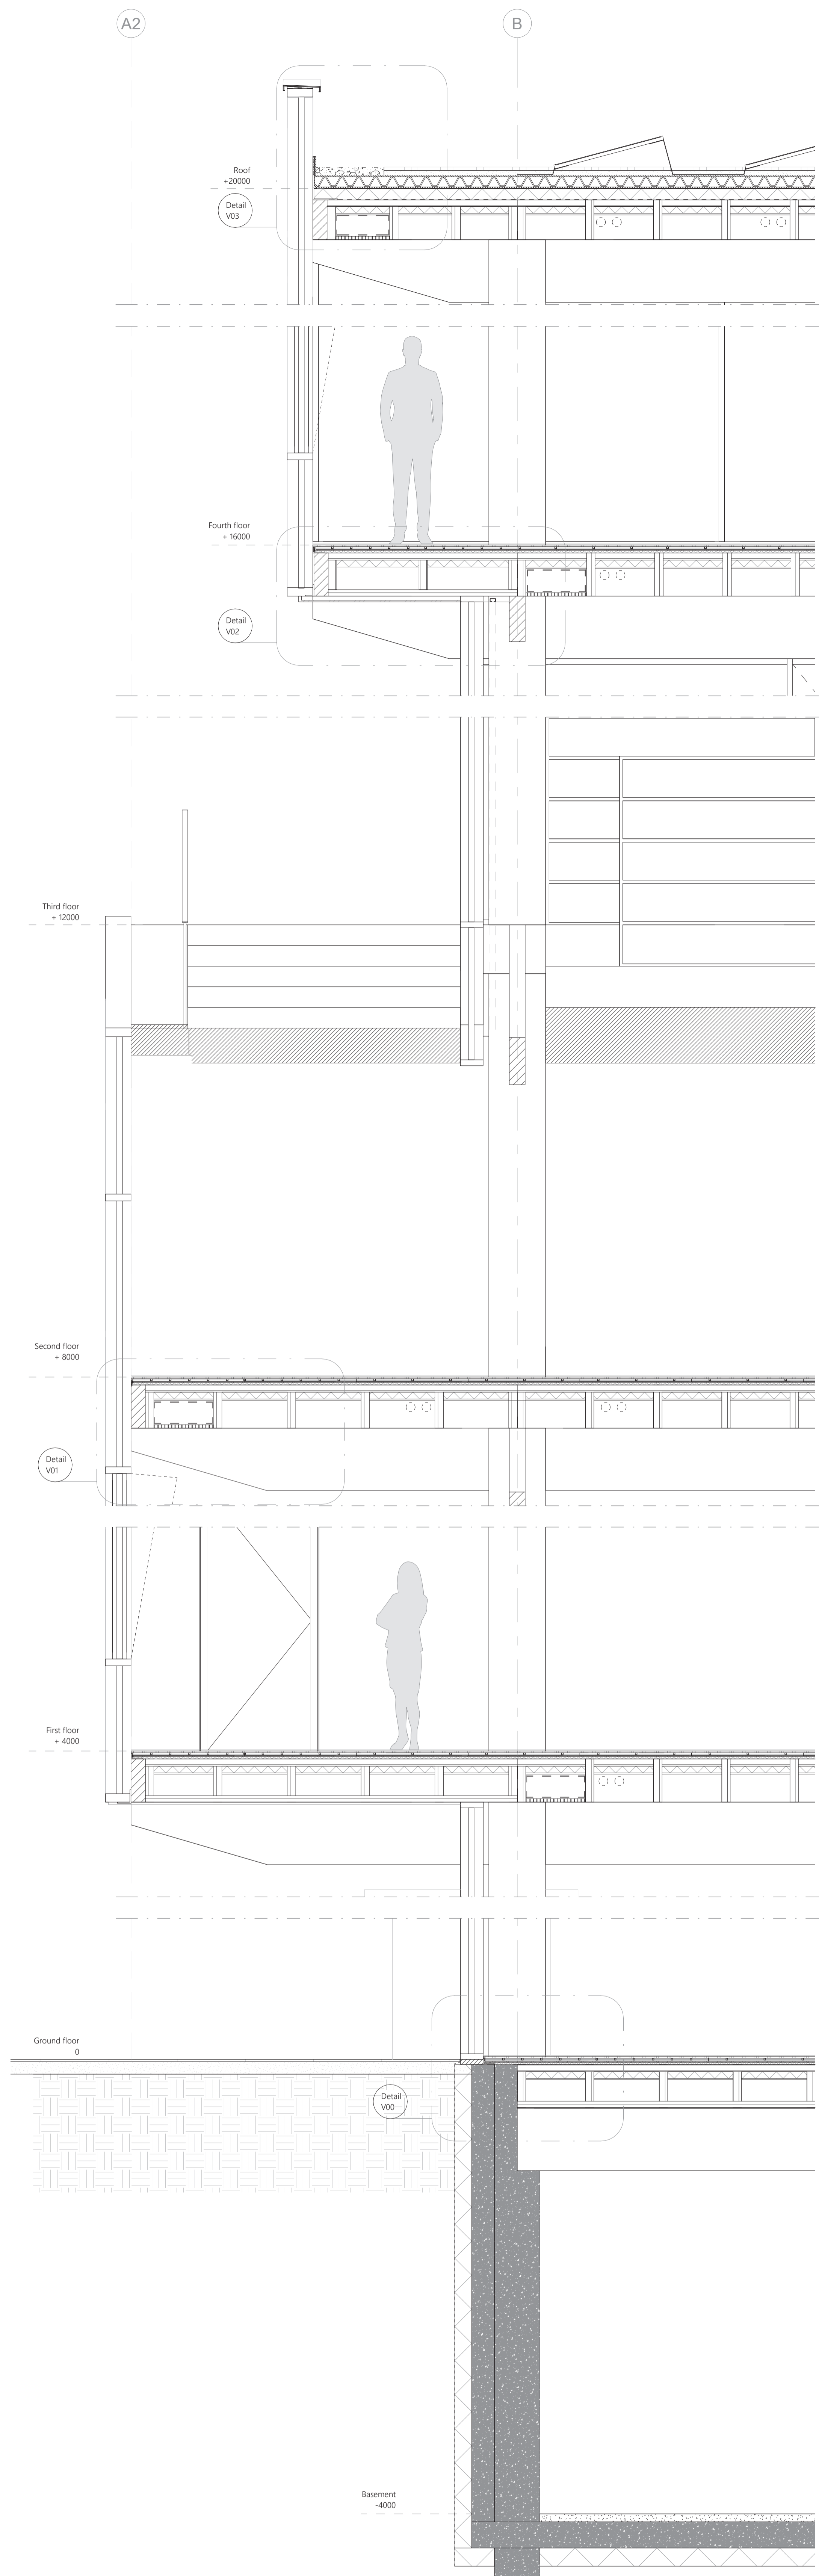 A2
B
Roof
+20000
Detail
V03
Fourth floor
+ 16000
Detail
V02
Third floor
+ 12000
Second floor
+ 8000
Detail
V01
First floor
+ 4000
Ground floor
0
Detail
V00
Basement
-4000